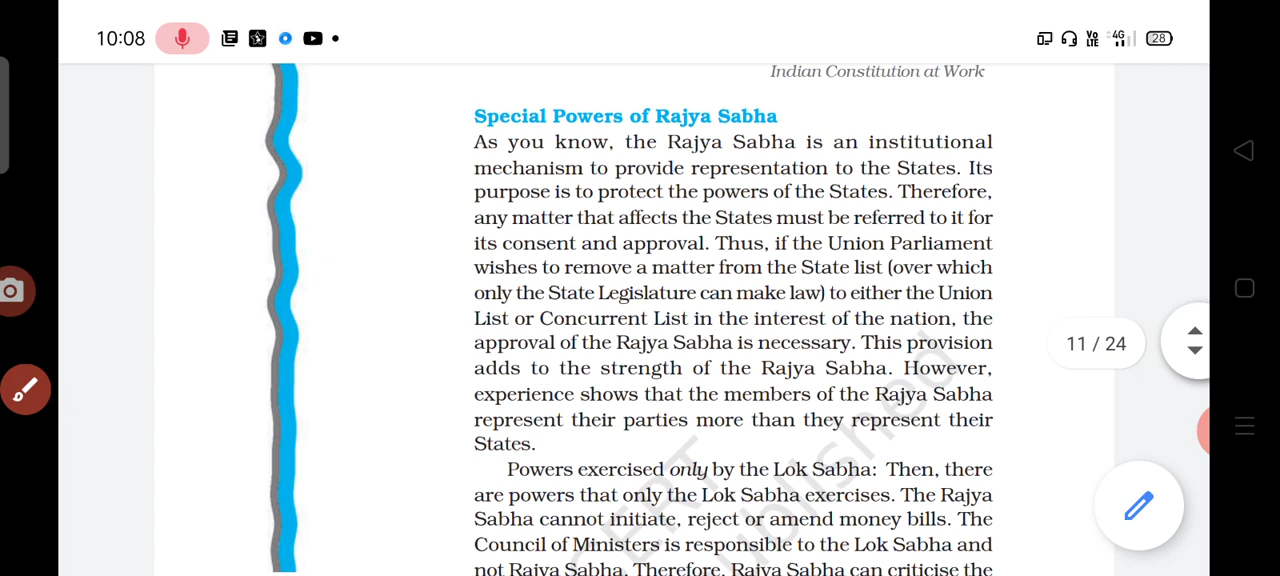 10:08
Vo
LTE
4G
28
Indian Constitution at Work
Special Powers of Rajya Sabha
As you know, the Rajya Sabha is an institutional
mechanism to provide representation to the States. Its
purpose is to protect the powers of the States. Therefore,
any matter that affects the States must be referred to it for
its consent and approval. Thus, if the Union Parliament
wishes to remove a matter from the State list (over which
only the State Legislature can make law) to either the Union
List or Concurrent List in the interest of the nation, the
approval of the Rajya Sabha is necessary. This provision
adds to the strength of the Rajya Sabha. However,
experience shows that the members of the Rajya Sabha
represent their parties more than they represent their
States.
Powers exercised only by the Lok Sabha: Then, there
are powers that only the Lok Sabha exercises. The Rajya
Sabha cannot initiate, reject or amend money bills. The
Council of Ministers is responsible to the Lok Sabha and
not Rajya Sabha. Therefore, Rajya Sabha can criticise the
11 / 24